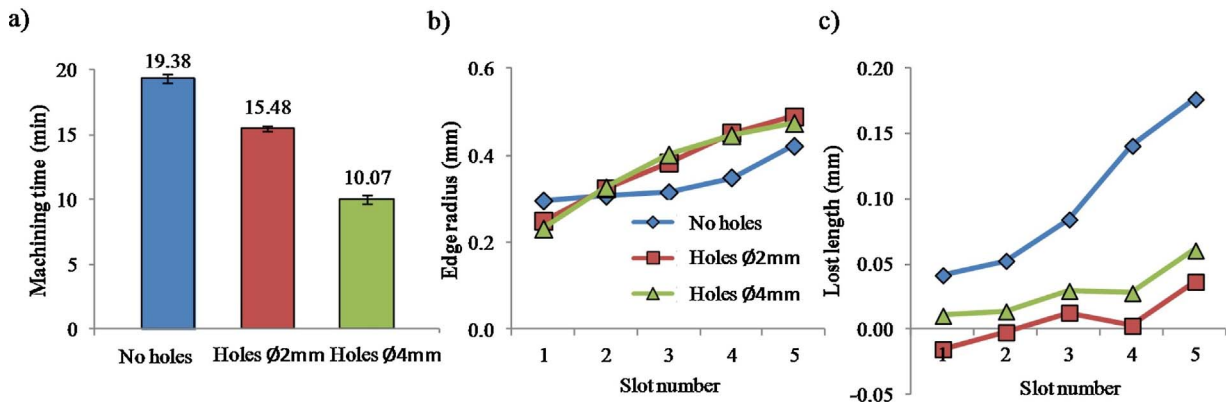 a)
Machining time (min)
20
15
10
5
0
19.38
15.48
10.07
No holes
Holes Ø2mm
Holes Ø4mm
b)
Edge radius (mm)
0.6
0.4
0.2
0.0
1 2 3 4 5
Slot number
No holes
Holes Ø2mm
Holes Ø4mm
c)
Lost length (mm)
0.20
0.15
0.10
0.05
0.00
-0.05
1 2 3 4 5
Slot number